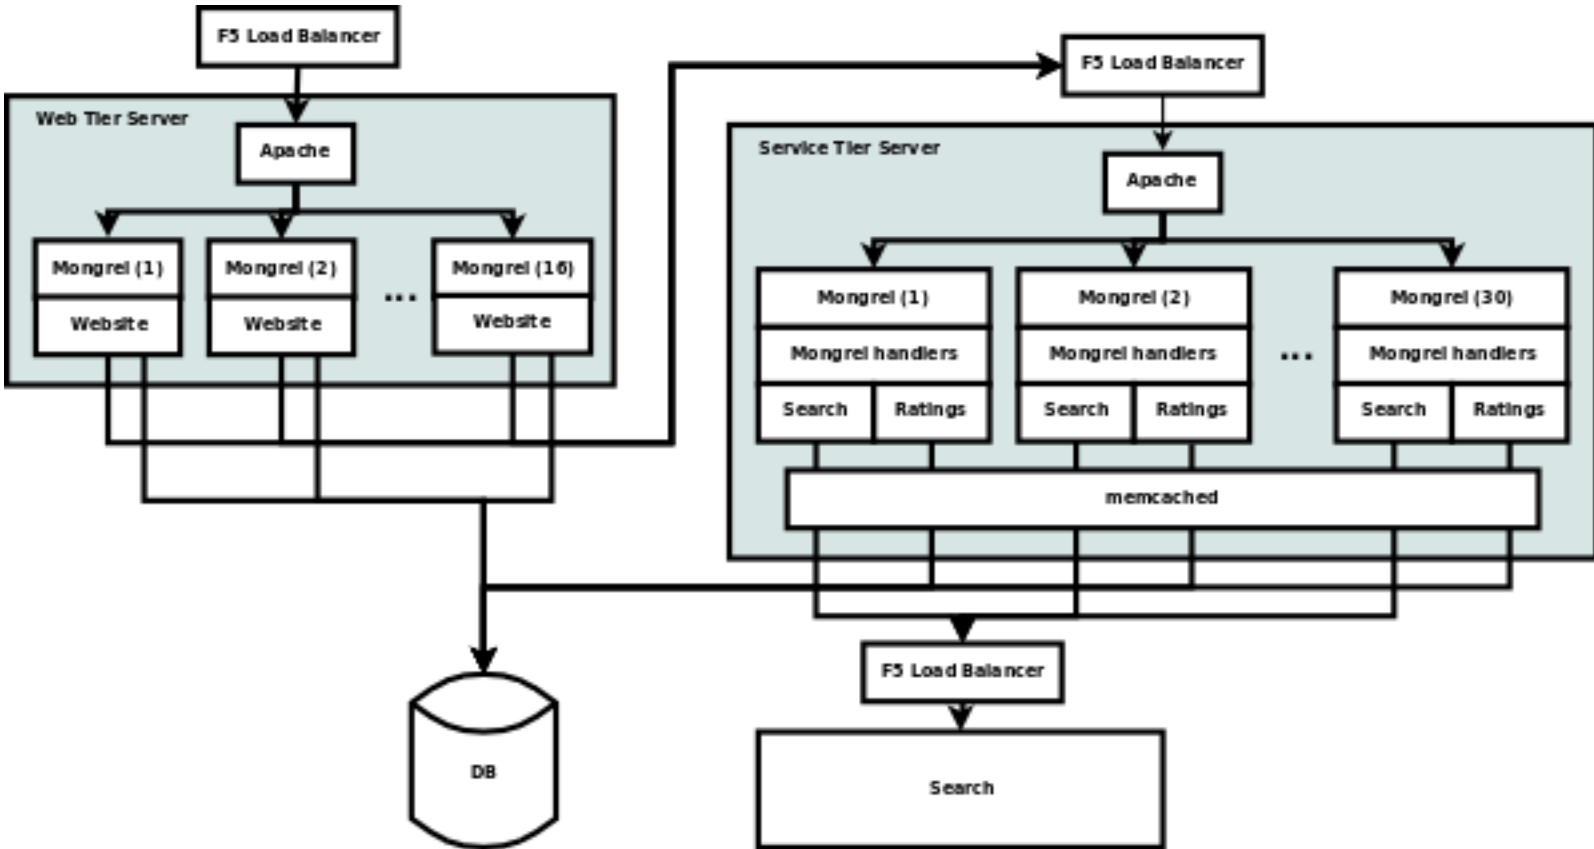 F5 Load Balancer
Web Tier Server
Apache
Mongrel (1)
Website
Mongrel (2)
Website
...
Mongrel (16)
Website
F5 Load Balancer
Service Tier Server
Apache
Mongrel (1)
Mongrel handlers
Search
Ratings
Mongrel (2)
Mongrel handlers
Search
Ratings
...
Mongrel (30)
Mongrel handlers
Search
Ratings
memcached
F5 Load Balancer
Search
DB